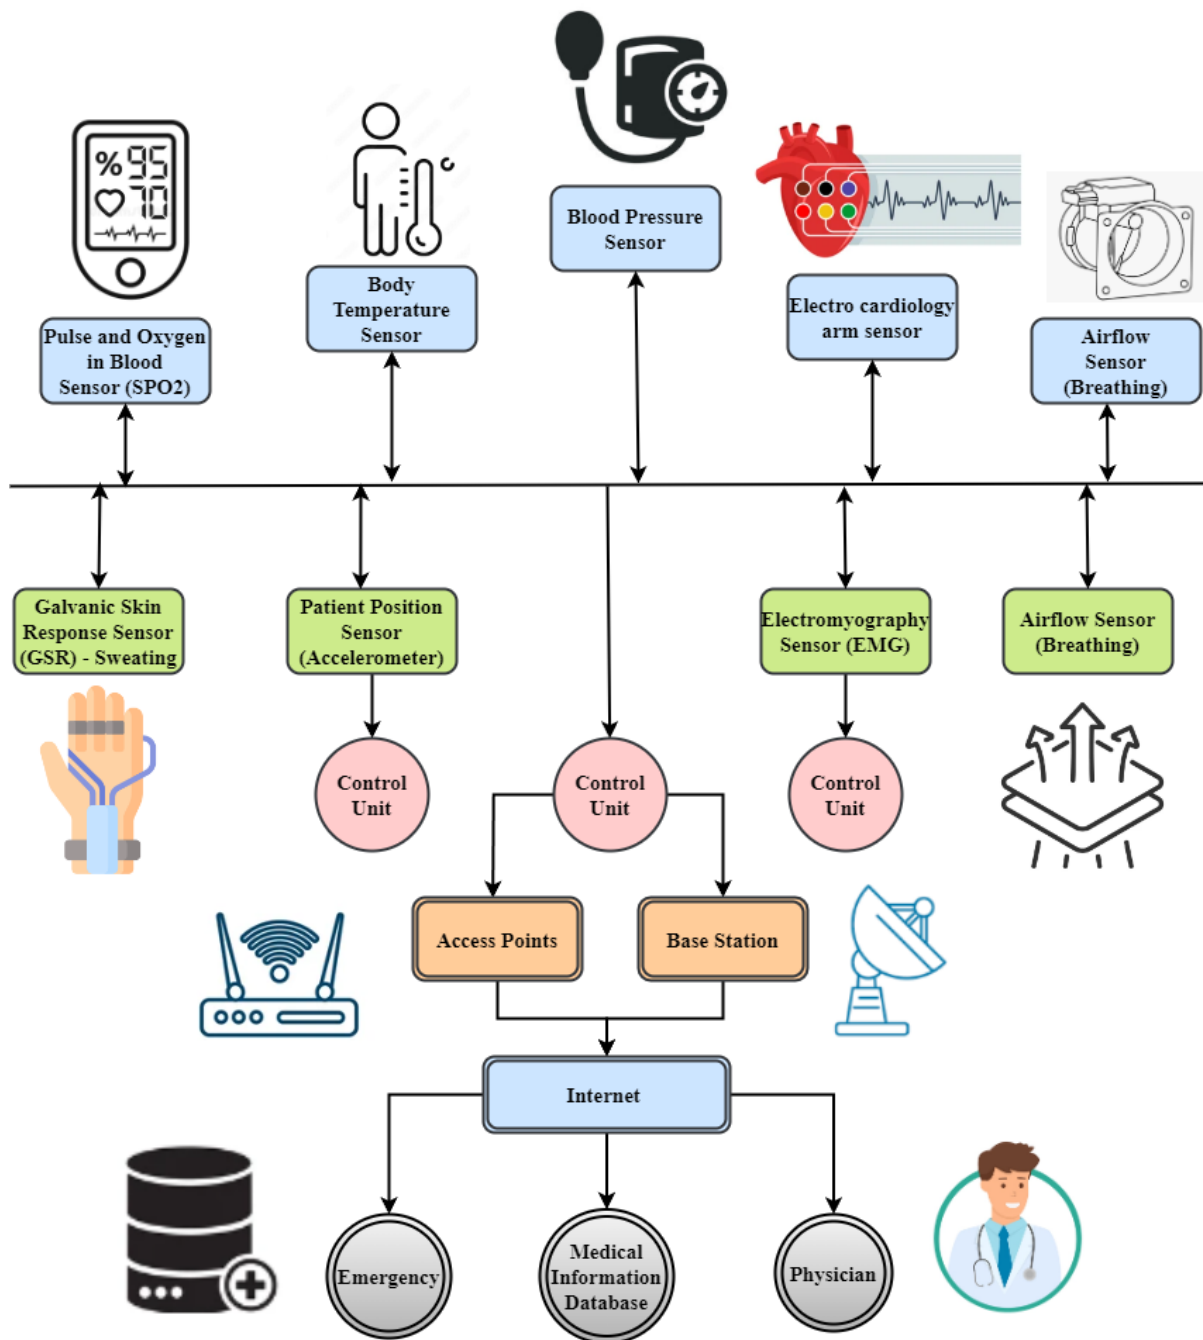 % 95
70
Blood Pressure
Sensor
Body
Temperature
Sensor
Electro cardiology
arm sensor
Pulse and Oxygen
in Blood
Sensor (SPO2)
Airflow
Sensor
(Breathing)
Galvanic Skin
Response Sensor
(GSR) - Sweating
Patient Position
Sensor
(Accelerometer)
Electromyography
Sensor (EMG)
Airflow Sensor
(Breathing)
Control
Unit
Control
Unit
Control
Unit
Access Points
Base Station
Internet
Emergency
Medical
Information
Database
Physician